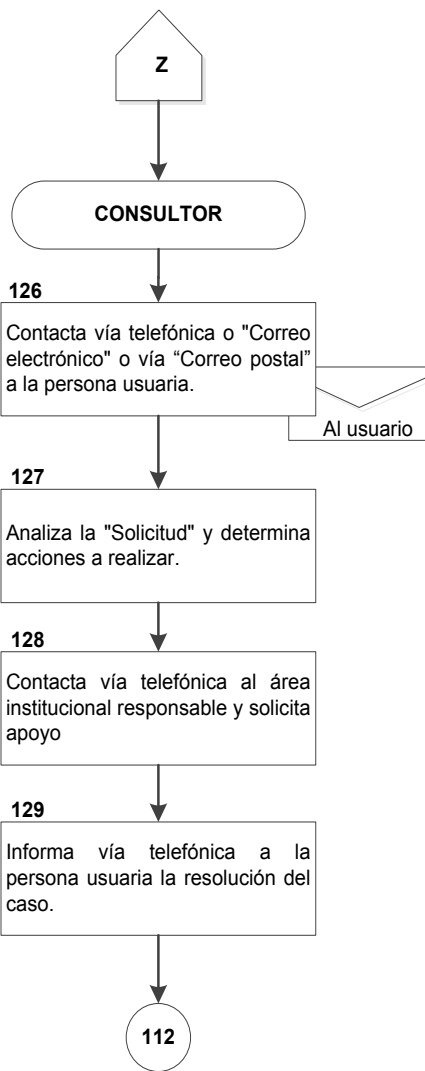 Z
CONSULTOR
126
Contacta vía telefónica o "Correo
electrónico" o vía “Correo postal”
a la persona usuaria.
Al usuario
127
Analiza la "Solicitud" y determina
acciones a realizar.
128
Contacta vía telefónica al área
institucional responsable y solicita
apoyo
129
Informa vía telefónica a la
persona usuaria la resolución del
caso.
112